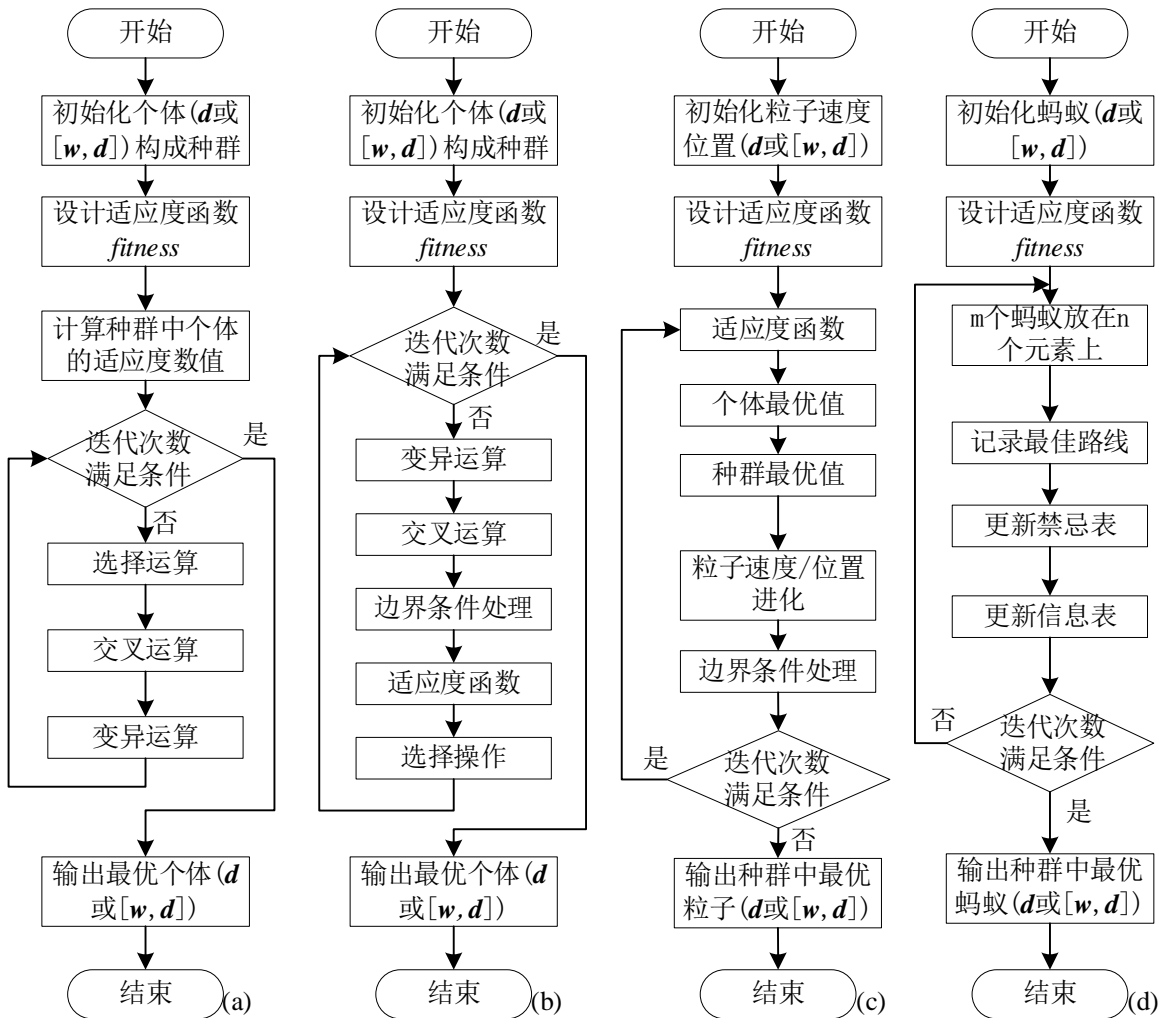 开始
初始化个体(d或
[w,d])构成种群
设计适应度函数
fitness
计算种群中个体
的适应度数值
迭代次数
满足条件
是
否
选择运算
交叉运算
变异运算
输出最优个体(d
或[w,d])
结束
(a)
开始
初始化个体(d或
[w,d])构成种群
设计适应度函数
fitness
迭代次数
满足条件
是
否
变异运算
交叉运算
边界条件处理
适应度函数
选择操作
输出最优个体(d
或[w,d])
结束
(b)
开始
初始化粒子速度
位置(d或[w,d])
设计适应度函数
fitness
适应度函数
个体最优值
种群最优值
粒子速度/位置
进化
边界条件处理
迭代次数
满足条件
是
否
输出种群中最优
粒子(d或[w,d])
结束
(c)
开始
初始化蚂蚁(d或
[w,d])
设计适应度函数
fitness
m个蚂蚁放在n
个元素上
记录最佳路线
更新禁忌表
更新信息表
迭代次数
满足条件
否
是
输出种群中最优
蚂蚁(d或[w,d])
结束
(d)